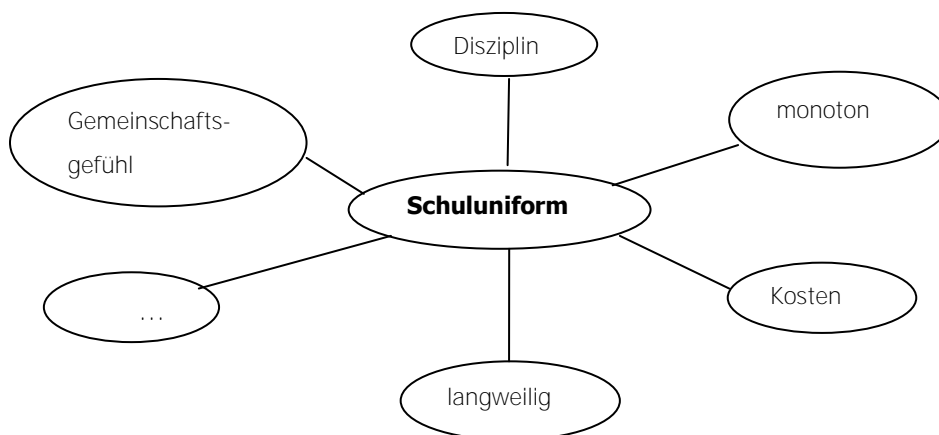 Disziplin
Gemeinschafts-
gefühl
monoton
Schuluniform
...
Kosten
langweilig